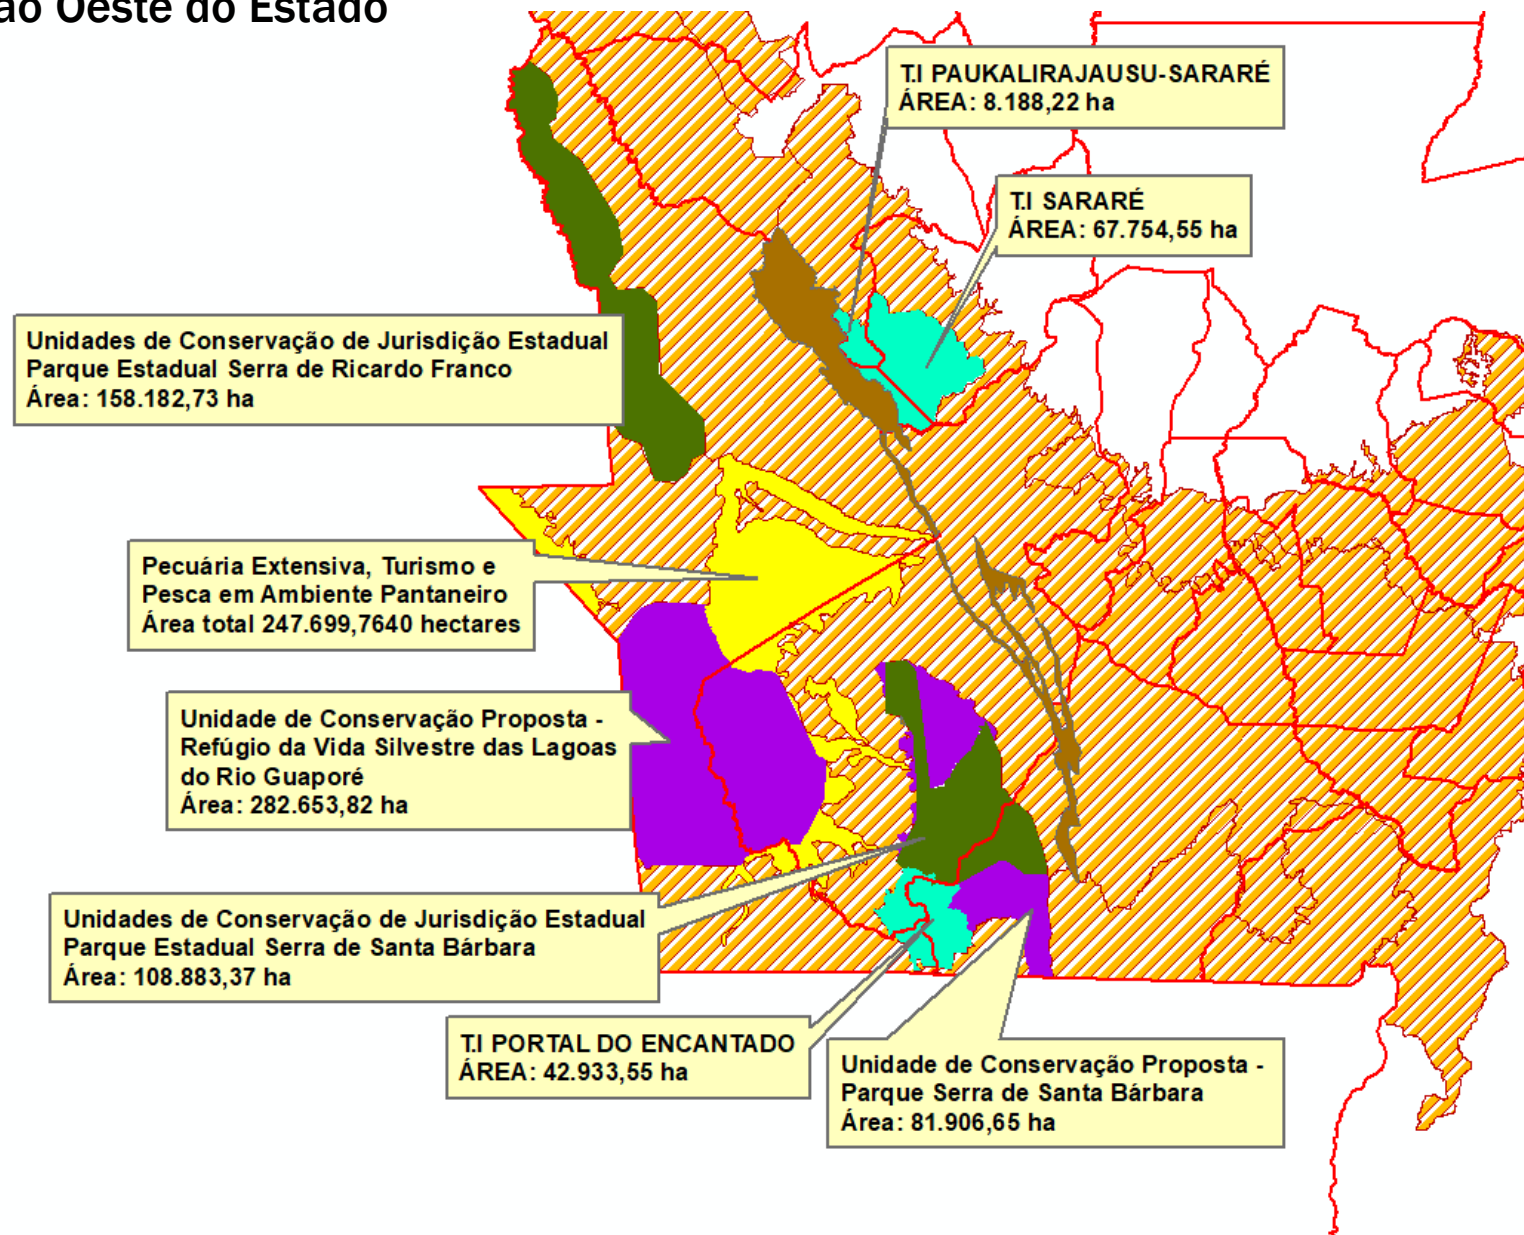 ao Oeste do Estado
T.I PAUKALIRAJAUSU-SARARÉ
ÁREA: 8.188,22 ha
T.I SARARÉ
ÁREA: 67.754,55 ha
Unidades de Conservação de Jurisdição Estadual
Parque Estadual Serra de Ricardo Franco
Área: 158.182,73 ha
Pecuária Extensiva, Turismo e
Pesca em Ambiente Pantaneiro
Área total 247.699,7640 hectares
Unidade de Conservação Proposta -
Refúgio da Vida Silvestre das Lagoas
do Rio Guaporé
Área: 282.653,82 ha
Unidades de Conservação de Jurisdição Estadual
Parque Estadual Serra de Santa Bárbara
Área: 108.883,37 ha
T.I PORTAL DO ENCANTADO
ÁREA: 42.933,55 ha
Unidade de Conservação Proposta -
Parque Serra de Santa Bárbara
Área: 81.906,65 ha